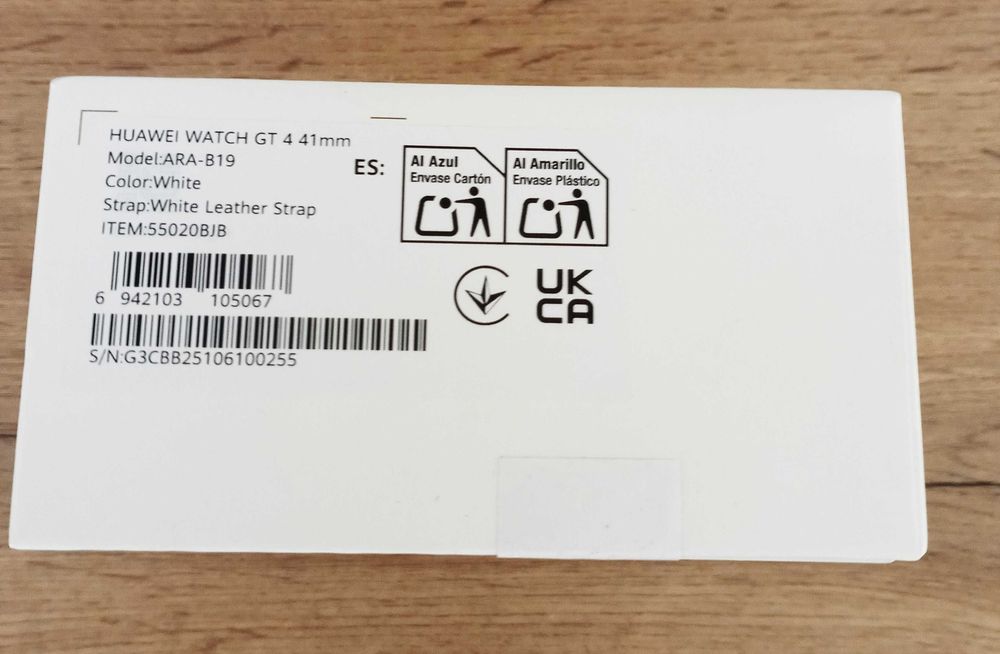 HUAWEI WATCH GT 4 41mm
Model:ARA-B19
Color:White
Strap:White Leather Strap
ITEM:55020BJB
6 942103 105067
S/N:G3CBB25106100255
ES:
Al Azul
Envase Cartón
Al Amarillo
Envase Plástico
UK
CA